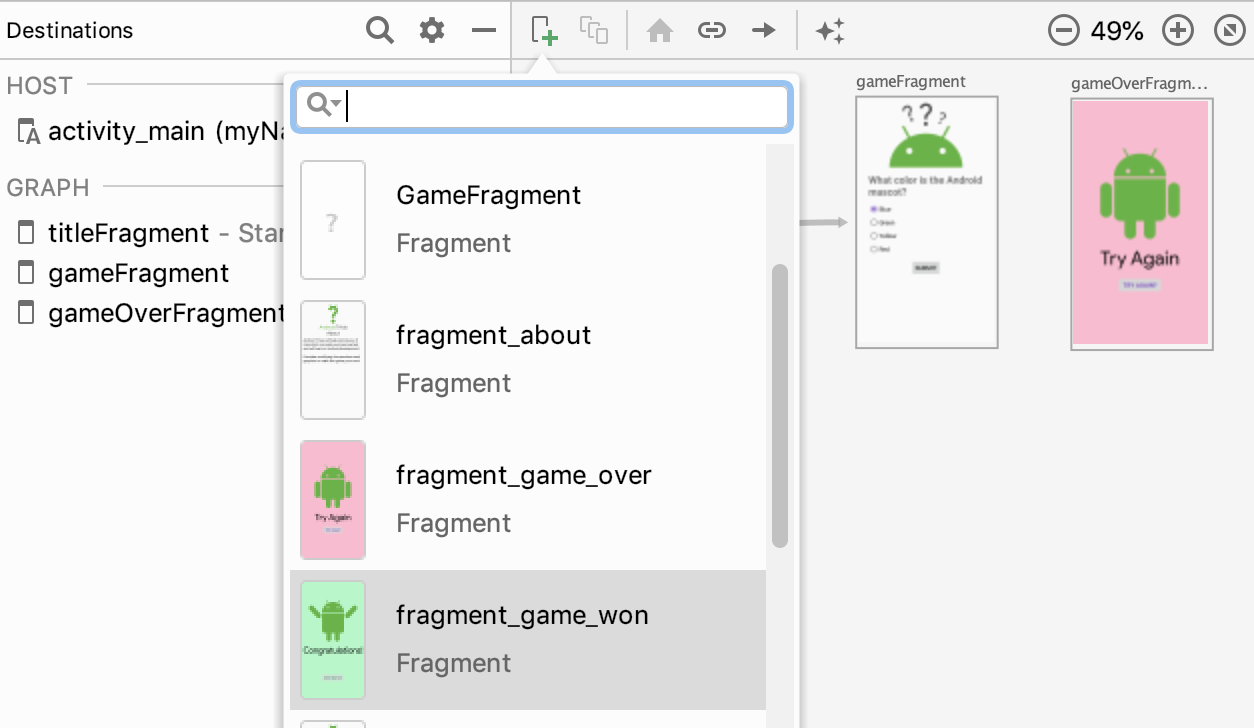 Destinations
49%
HOST
activity_main (myNa
GRAPH
titleFragment - Star
gameFragment
gameOverFragment
GameFragment
Fragment
fragment_about
Fragment
fragment_game_over
Fragment
Try Again
fragment_game_won
Fragment
Congratulations!
gameFragment
What color is the Android
mascot?
Blue
Green
Yellow
Red
SUBMIT
gameOverFragm...
Try Again
TRY AGAIN?